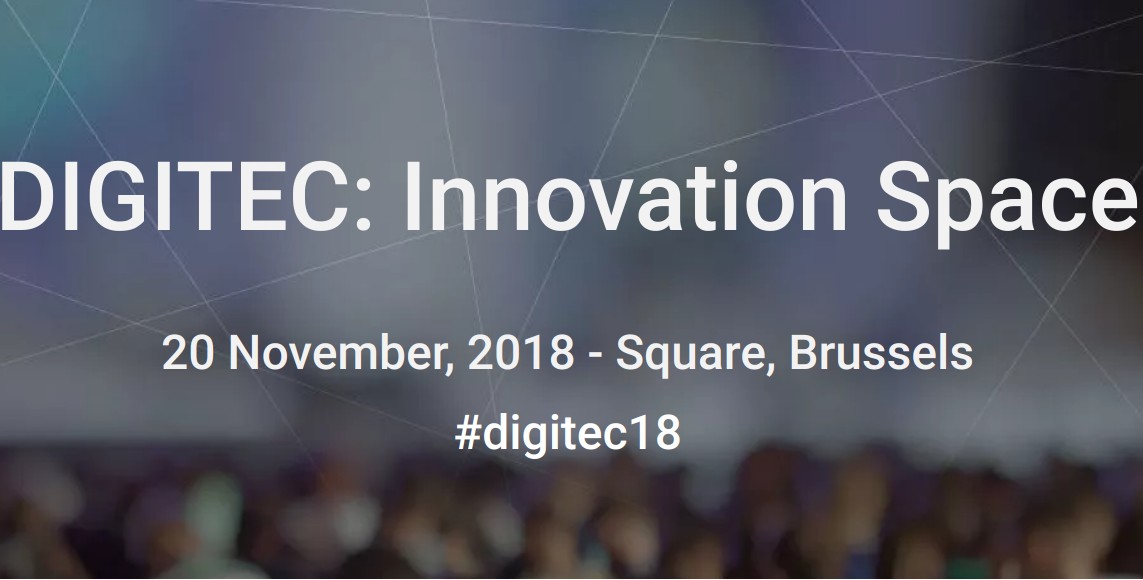 DIGITEC: Innovation Space
20 November, 2018 - Square, Brussels
#digitec18